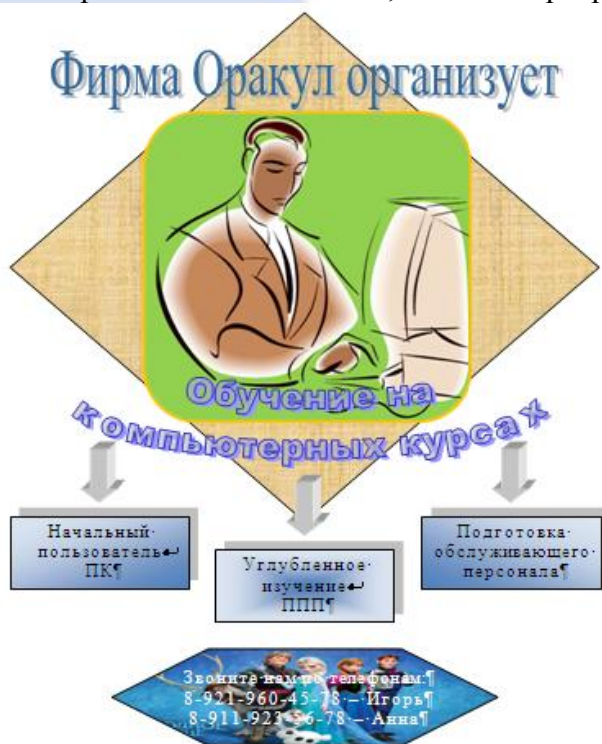 Фирма Оракул организует
Обучение на
компьютерных курсах
Начальный·
пользователь↵
ПК¶
Углубленное·
изучение↵
ППП¶
Подготовка·
обслуживающего·
персонала¶
Звоните·нам·по·телефонам:¶
8-921-960-45-78·–·Игорь¶
8-911-923-56-78·–·Анна¶